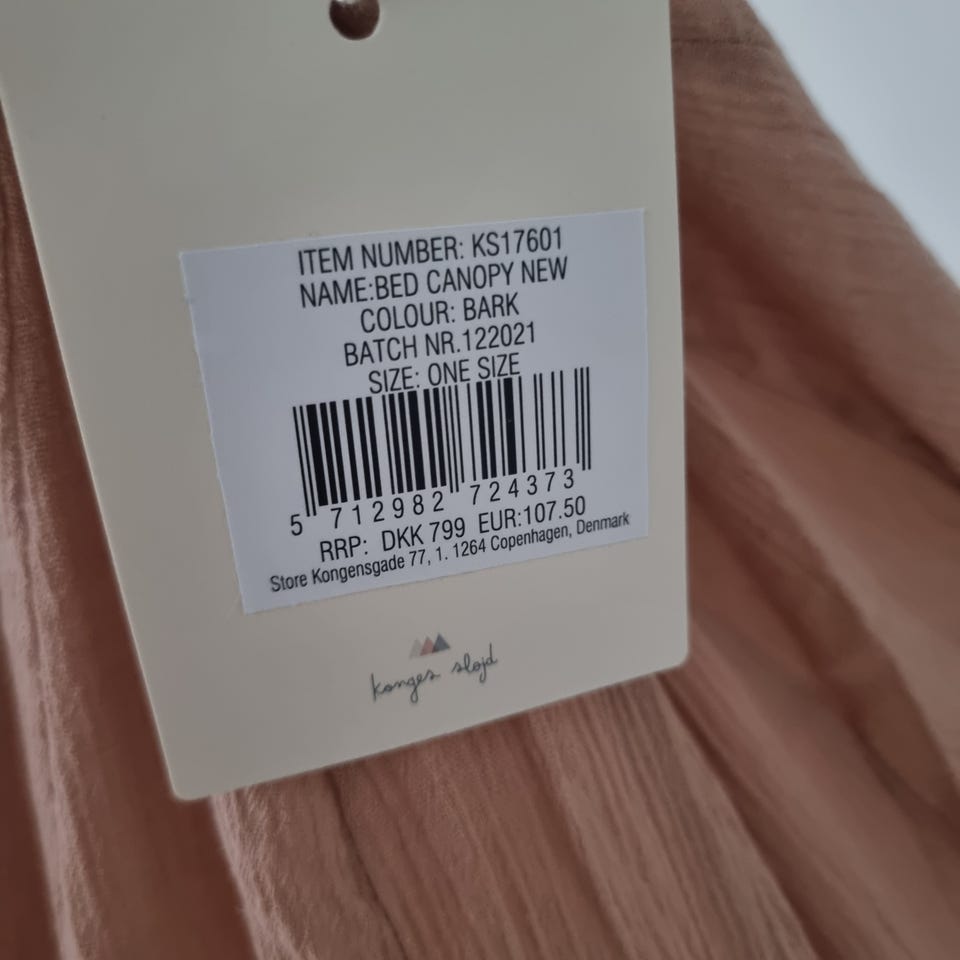 ITEM NUMBER: KS17601
NAME:BED CANOPY NEW
COLOUR: BARK
BATCH NR.122021
SIZE: ONE SIZE
5 712982 724373
RRP: DKK 799 EUR:107.50
Store Kongensgade 77, 1. 1264 Copenhagen, Denmark
konges sløjd